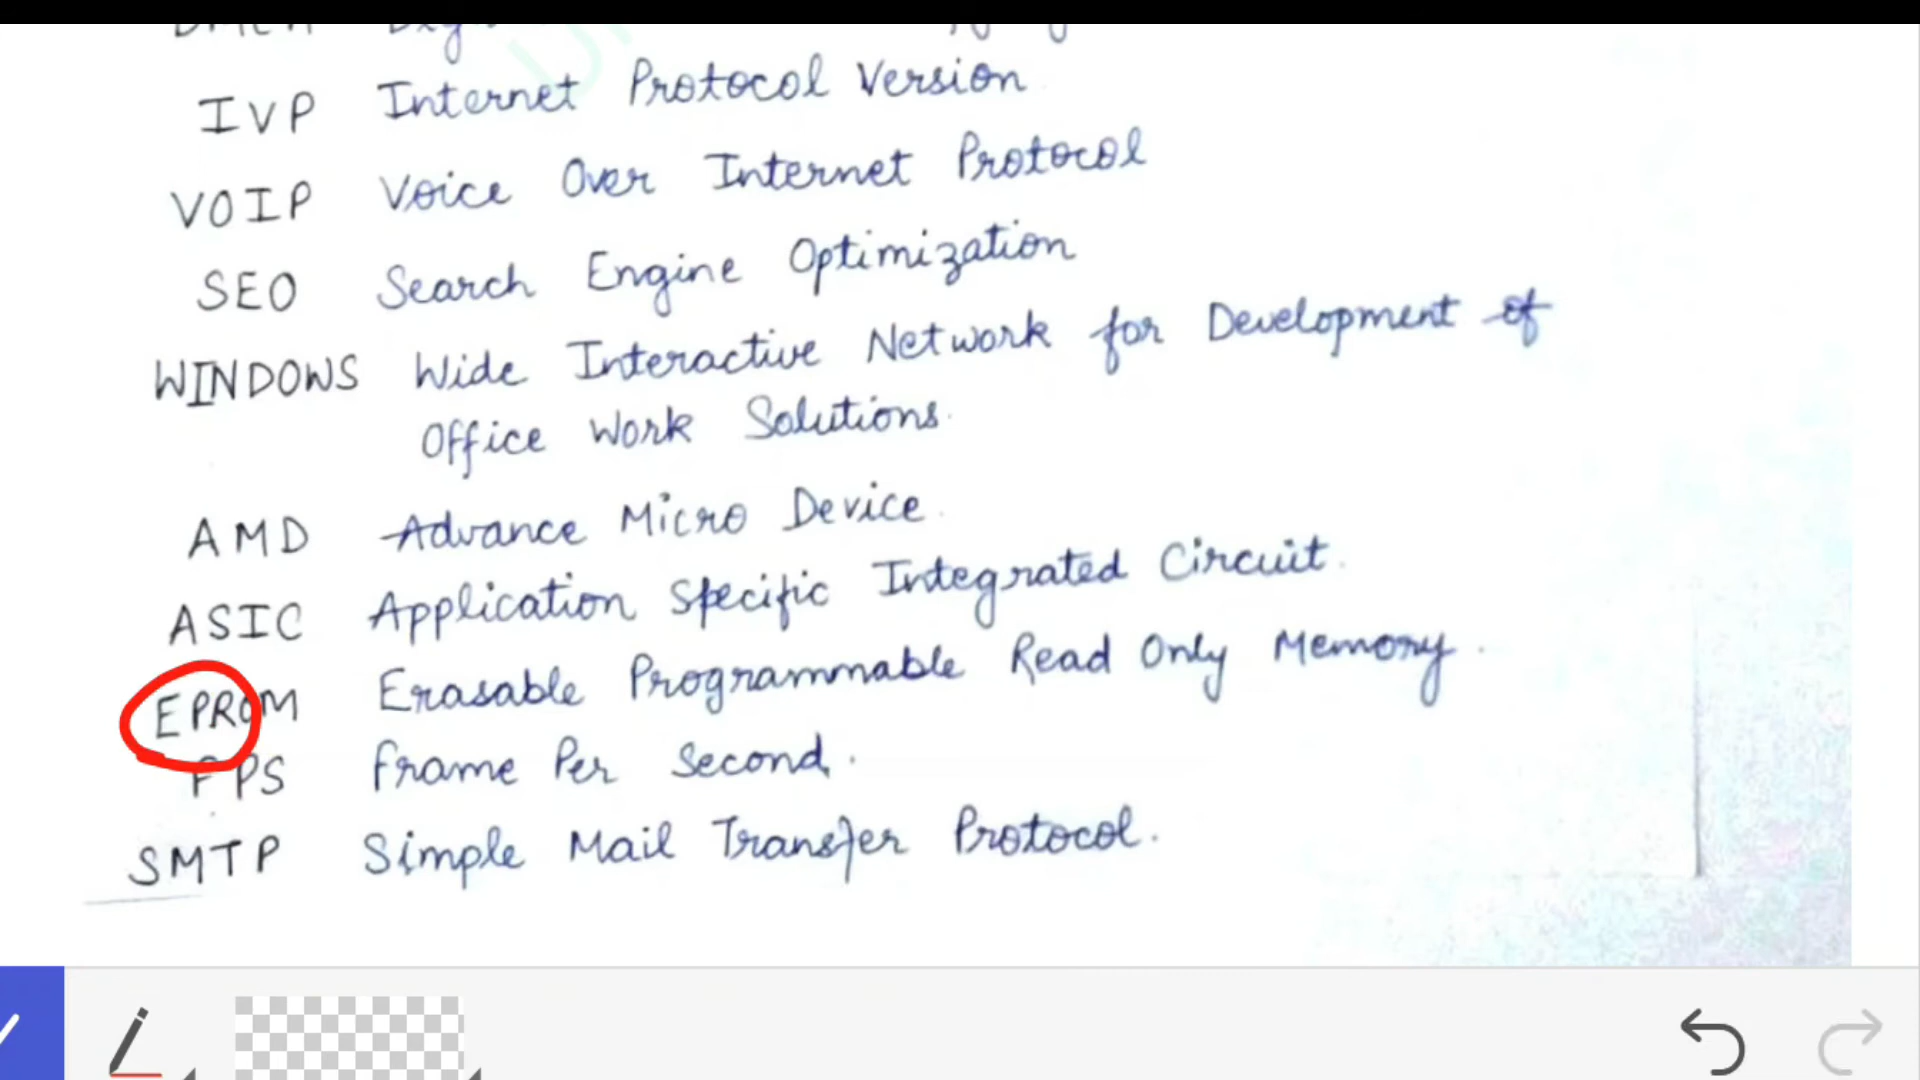 IVP Internet Protocol Version
VOIP Voice Over Internet Protocol
SEO Search Engine Optimization
WINDOWS Wide Interactive Network for Development of
Office Work Solutions.
AMD Advance Micro Device.
ASIC Application Specific Integrated Circuit.
EPROM Erasable Programmable Read Only Memory.
FPS Frame Per Second.
SMTP Simple Mail Transfer Protocol.